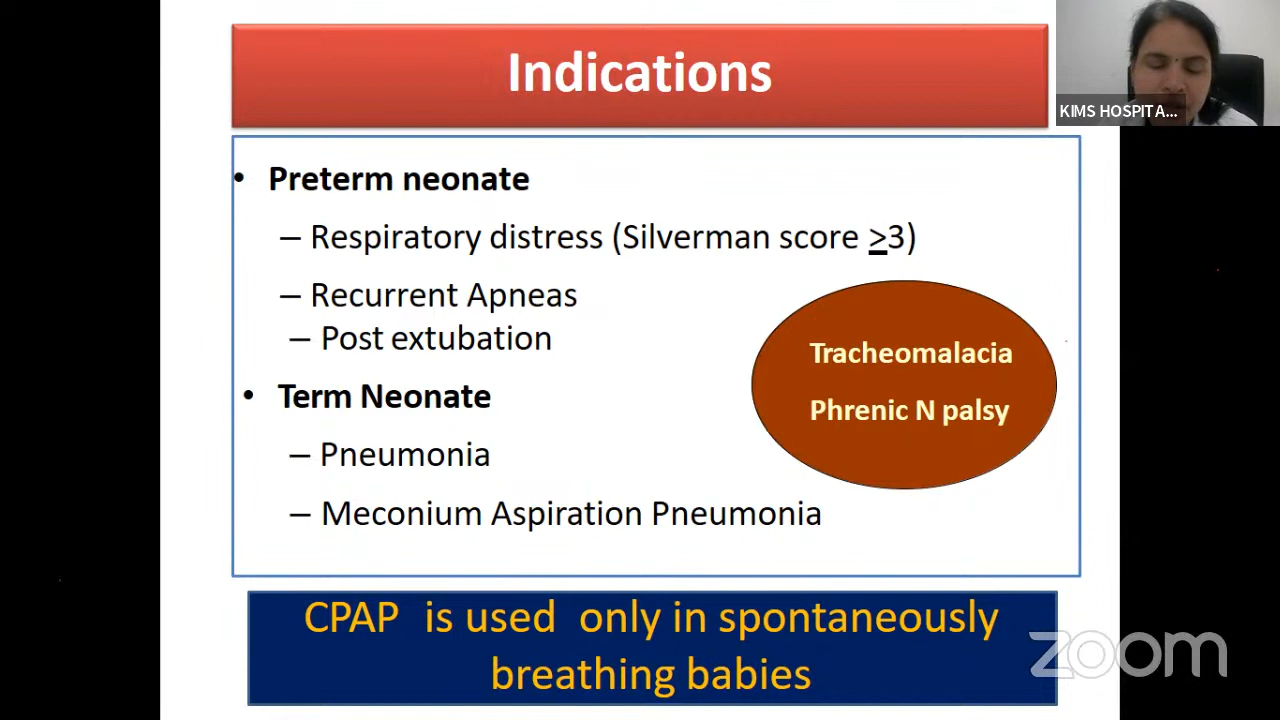 Indications
KIMS HOSPITA...
• Preterm neonate
– Respiratory distress (Silverman score ≥3)
– Recurrent Apneas
– Post extubation
• Term Neonate
– Pneumonia
– Meconium Aspiration Pneumonia
Tracheomalacia
Phrenic N palsy
CPAP is used only in spontaneously
breathing babies
zoom